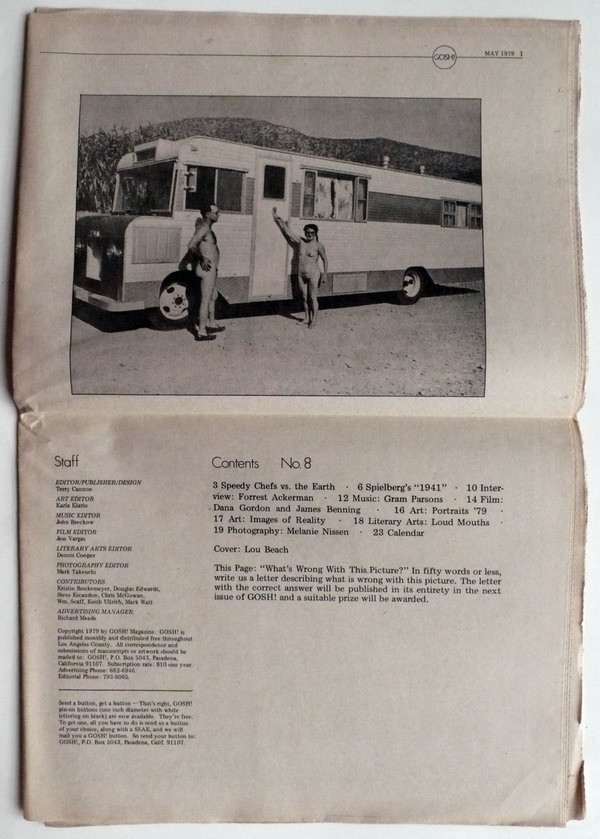 GOSH!
MAY 1979 1
Staff
EDITOR/PUBLISHER/DESIGN
Terry Cannon
ART EDITOR
Karla Klarin
MUSIC EDITOR
John Breckow
FILM EDITOR
Jess Vargas
LITERARY ARTS EDITOR
Dennis Cooper
PHOTOGRAPHY EDITOR
Mark Takeuchi
CONTRIBUTORS
Kristie Bonkemeyer, Douglas Edwards,
Steve Escandon, Chris McGowan,
Wm. Scaff, Keith Ullrich, Mark Watt
ADVERTISING MANAGER
Richard Meade
Copyright 1979 by GOSH! Magazine. GOSH! is
published monthly and distributed free throughout
Los Angeles County. All correspondence and
submissions of manuscripts or artwork should be
mailed to: GOSH!, P.O. Box 5043, Pasadena,
California 91107. Subscription rate: $10 one year.
Advertising Phone: 682-6946.
Editorial Phone: 793-8065.
Send a button, get a button — That's right, GOSH!
pin-on buttons (one inch diameter with white
lettering on black) are now available. They're free.
To get one, all you have to do is send us a button
of your choice, along with a SSAE, and we will
mail you a GOSH! button. So send your button to:
GOSH!, P.O. Box 5043, Pasadena, Calif. 91107.
Contents No. 8
3 Speedy Chefs vs. the Earth · 6 Spielberg's "1941" · 10 Inter-
view: Forrest Ackerman · 12 Music: Gram Parsons · 14 Film:
Dana Gordon and James Benning · 16 Art: Portraits '79 ·
17 Art: Images of Reality · 18 Literary Arts: Loud Mouths ·
19 Photography: Melanie Nissen · 23 Calendar
Cover: Lou Beach
This Page: "What's Wrong With This Picture?" In fifty words or less,
write us a letter describing what is wrong with this picture. The letter
with the correct answer will be published in its entirety in the next
issue of GOSH! and a suitable prize will be awarded.